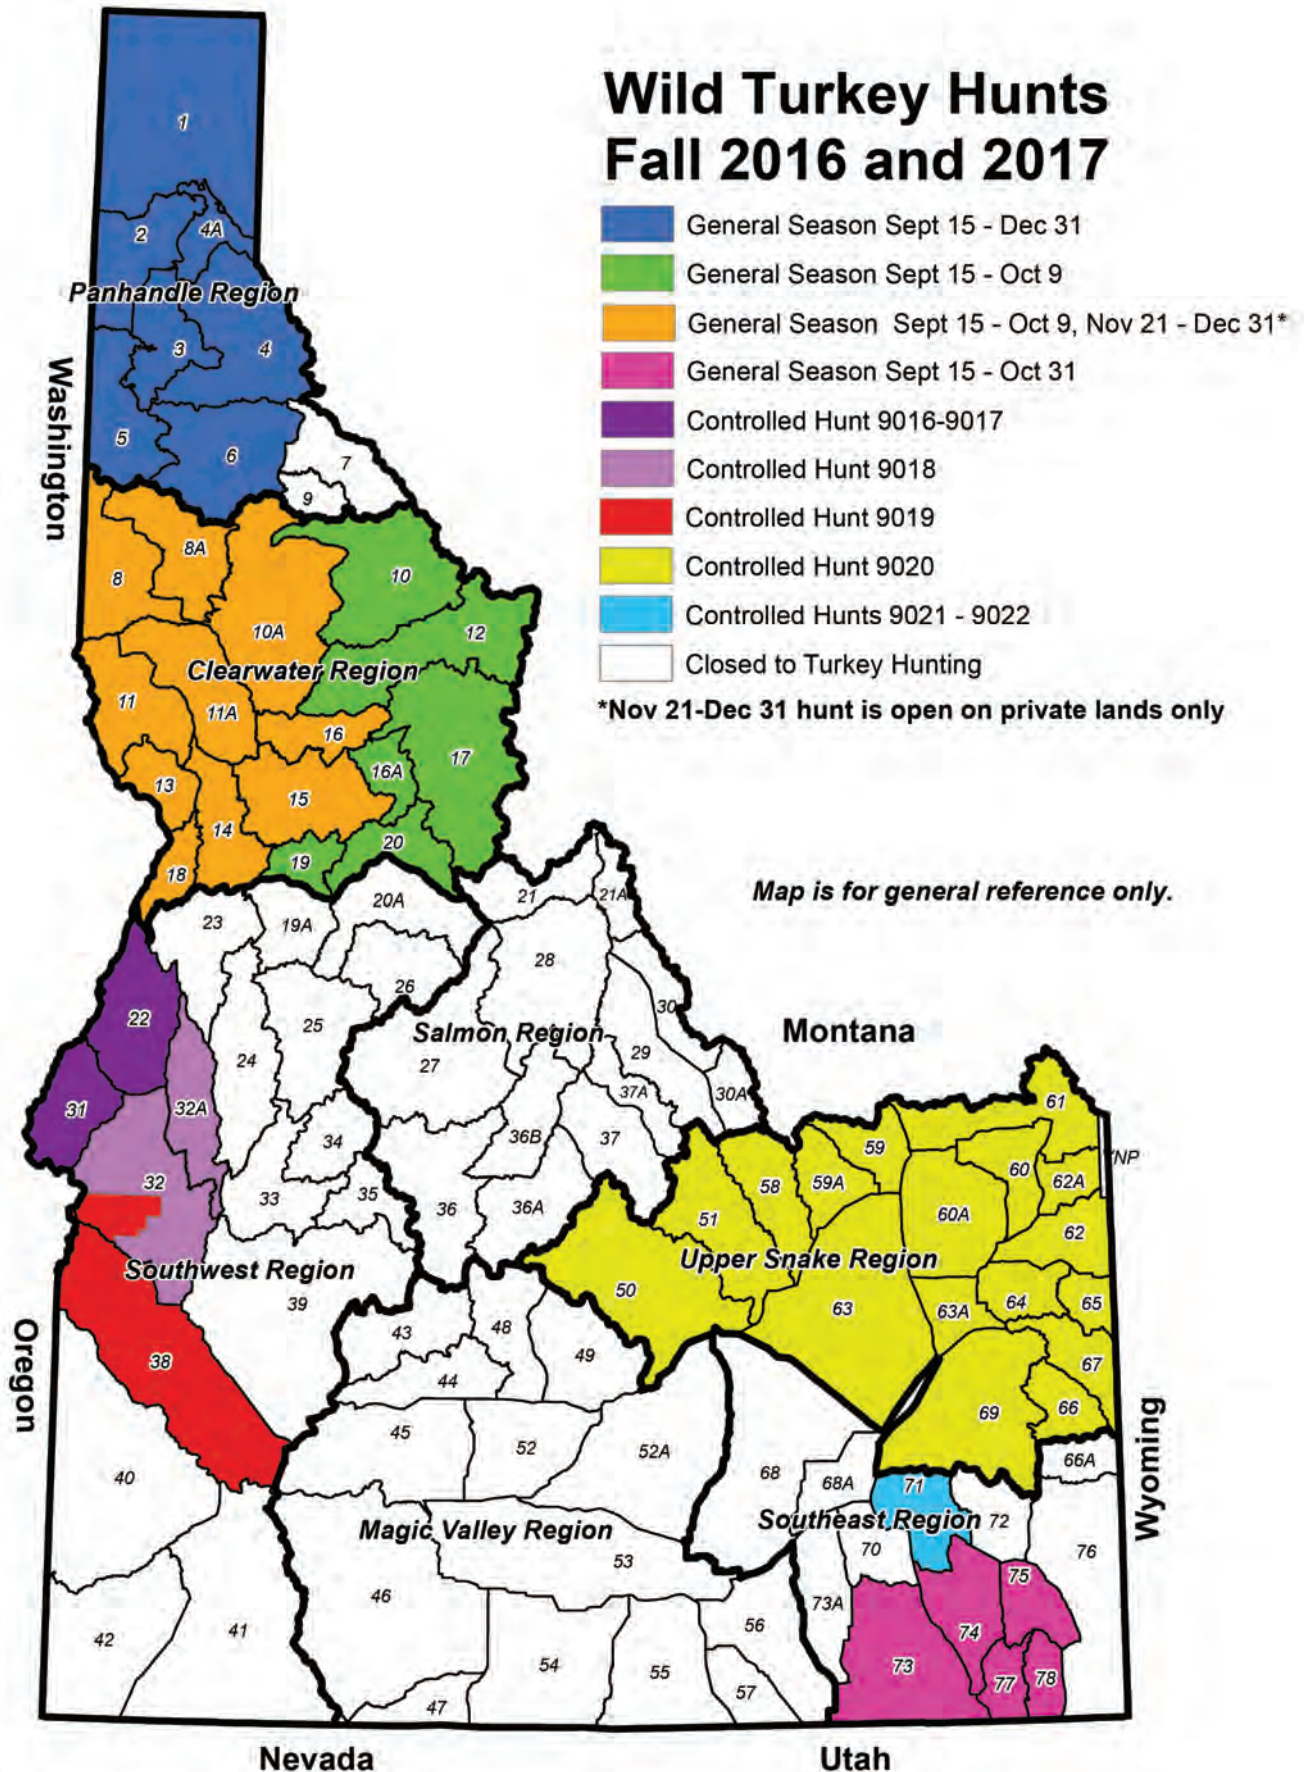 Wild Turkey Hunts
Fall 2016 and 2017
General Season Sept 15 - Dec 31
General Season Sept 15 - Oct 9
General Season Sept 15 - Oct 9, Nov 21 - Dec 31*
General Season Sept 15 - Oct 31
Controlled Hunt 9016-9017
Controlled Hunt 9018
Controlled Hunt 9019
Controlled Hunt 9020
Controlled Hunts 9021 - 9022
Closed to Turkey Hunting
*Nov 21-Dec 31 hunt is open on private lands only
Map is for general reference only.
Washington
Oregon
Montana
Wyoming
Nevada
Utah
Panhandle Region
1
2
4A
3
4
5
6
7
9
Clearwater Region
8
8A
10A
10
12
11
11A
16
16A
17
13
14
15
18
19
20
Southwest Region
19A
20A
22
23
24
25
26
31
32
32A
33
34
35
38
39
40
41
42
Salmon Region
21
21A
27
28
29
30
30A
36
36A
36B
37
37A
Upper Snake Region
50
51
58
59
59A
60
60A
61
62
62A
63
63A
64
65
66
67
69
YNP
Magic Valley Region
43
44
45
46
47
48
49
52
52A
53
54
55
56
57
Southeast Region
66A
68
68A
70
71
72
73
73A
74
75
76
77
78